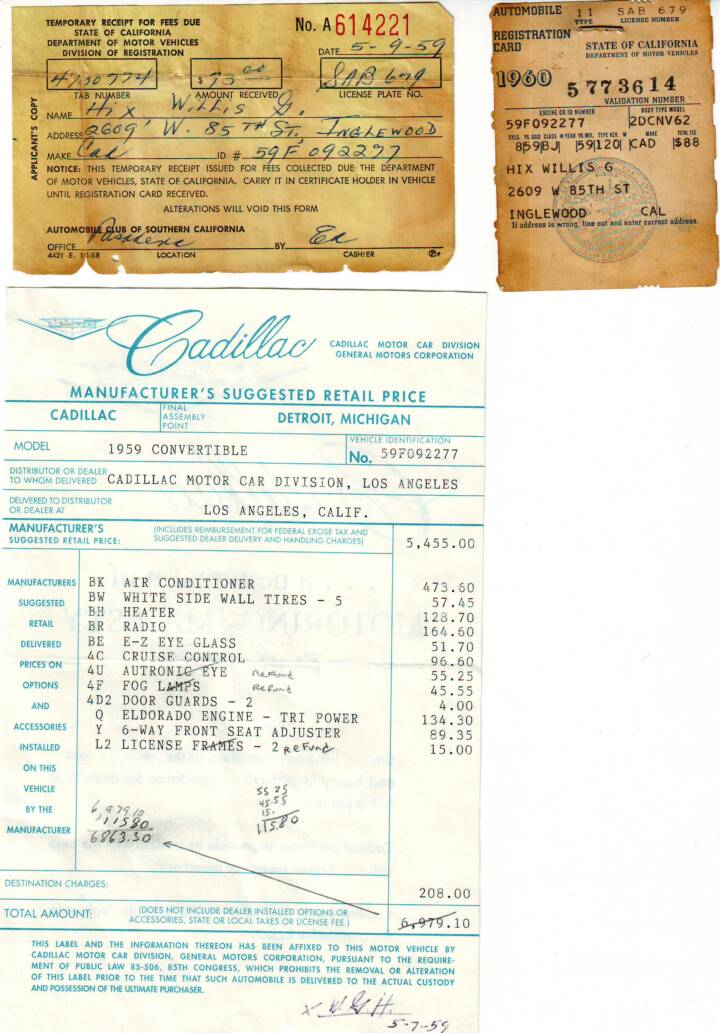 TEMPORARY RECEIPT FOR FEES DUE
STATE OF CALIFORNIA
DEPARTMENT OF MOTOR VEHICLES
DIVISION OF REGISTRATION
No. A 614221
DATE 5-9-59
4730774 $75.00 SAB 679
TAB NUMBER AMOUNT RECEIVED LICENSE PLATE NO.
APPLICANT'S COPY
NAME Hix Willis G.
ADDRESS 2609 W. 85TH ST. INGLEWOOD
MAKE Cad ID # 59F 092277
NOTICE: THIS TEMPORARY RECEIPT ISSUED FOR FEES COLLECTED DUE THE DEPARTMENT
OF MOTOR VEHICLES, STATE OF CALIFORNIA. CARRY IT IN CERTIFICATE HOLDER IN VEHICLE
UNTIL REGISTRATION CARD RECEIVED.
ALTERATIONS WILL VOID THIS FORM
AUTOMOBILE CLUB OF SOUTHERN CALIFORNIA
OFFICE Pasadena BY Ed
4421 E. 11-58 LOCATION CASHIER
AUTOMOBILE 11 SAB 679
TYPE LICENSE NUMBER
REGISTRATION
CARD
STATE OF CALIFORNIA
DEPARTMENT OF MOTOR VEHICLES
1960 5773614
VALIDATION NUMBER
ENGINE OR ID NUMBER BODY TYPE MODEL
59F092277 2DCNV62
CYLS. YR. SOLD CLASS YEAR YR. MDL. TYPE VEH. MAKE TOTAL FEE
8 59 BJ 59 120 CAD $88
HIX WILLIS G
2609 W 85TH ST
INGLEWOOD CAL
If address is wrong, line out and enter correct address.
Cadillac
CADILLAC MOTOR CAR DIVISION
GENERAL MOTORS CORPORATION
MANUFACTURER'S SUGGESTED RETAIL PRICE
CADILLAC FINAL ASSEMBLY POINT DETROIT, MICHIGAN
MODEL 1959 CONVERTIBLE VEHICLE IDENTIFICATION No. 59F092277
DISTRIBUTOR OR DEALER
TO WHOM DELIVERED CADILLAC MOTOR CAR DIVISION, LOS ANGELES
DELIVERED TO DISTRIBUTOR
OR DEALER AT LOS ANGELES, CALIF.
MANUFACTURER'S
SUGGESTED RETAIL PRICE:
(INCLUDES REIMBURSEMENT FOR FEDERAL EXCISE TAX AND
SUGGESTED DEALER DELIVERY AND HANDLING CHARGES)
5,455.00
MANUFACTURERS
SUGGESTED
RETAIL
DELIVERED
PRICES ON
OPTIONS
AND
ACCESSORIES
INSTALLED
ON THIS
VEHICLE
BY THE
MANUFACTURER
BK AIR CONDITIONER 473.60
BW WHITE SIDE WALL TIRES - 5 57.45
BH HEATER 128.70
BR RADIO 164.60
BE E-Z EYE GLASS 51.70
4C CRUISE CONTROL 96.60
4U AUTRONIC EYE Refund 55.25
4F FOG LAMPS Refund 45.55
4D2 DOOR GUARDS - 2 4.00
Q ELDORADO ENGINE - TRI POWER 134.30
Y 6-WAY FRONT SEAT ADJUSTER 89.35
L2 LICENSE FRAMES - 2 Refund 15.00
55.25
45.55
15.
115.80
6,979.10
115.80
6863.30
DESTINATION CHARGES: 208.00
TOTAL AMOUNT: (DOES NOT INCLUDE DEALER INSTALLED OPTIONS OR
ACCESSORIES, STATE OR LOCAL TAXES OR LICENSE FEE.) 6,979.10
THIS LABEL AND THE INFORMATION THEREON HAS BEEN AFFIXED TO THIS MOTOR VEHICLE BY
CADILLAC MOTOR CAR DIVISION, GENERAL MOTORS CORPORATION, PURSUANT TO THE REQUIRE-
MENT OF PUBLIC LAW 85-506, 85TH CONGRESS, WHICH PROHIBITS THE REMOVAL OR ALTERATION
OF THIS LABEL PRIOR TO THE TIME THAT SUCH AUTOMOBILE IS DELIVERED TO THE ACTUAL CUSTODY
AND POSSESSION OF THE ULTIMATE PURCHASER.
x W.G.H.
5-7-59